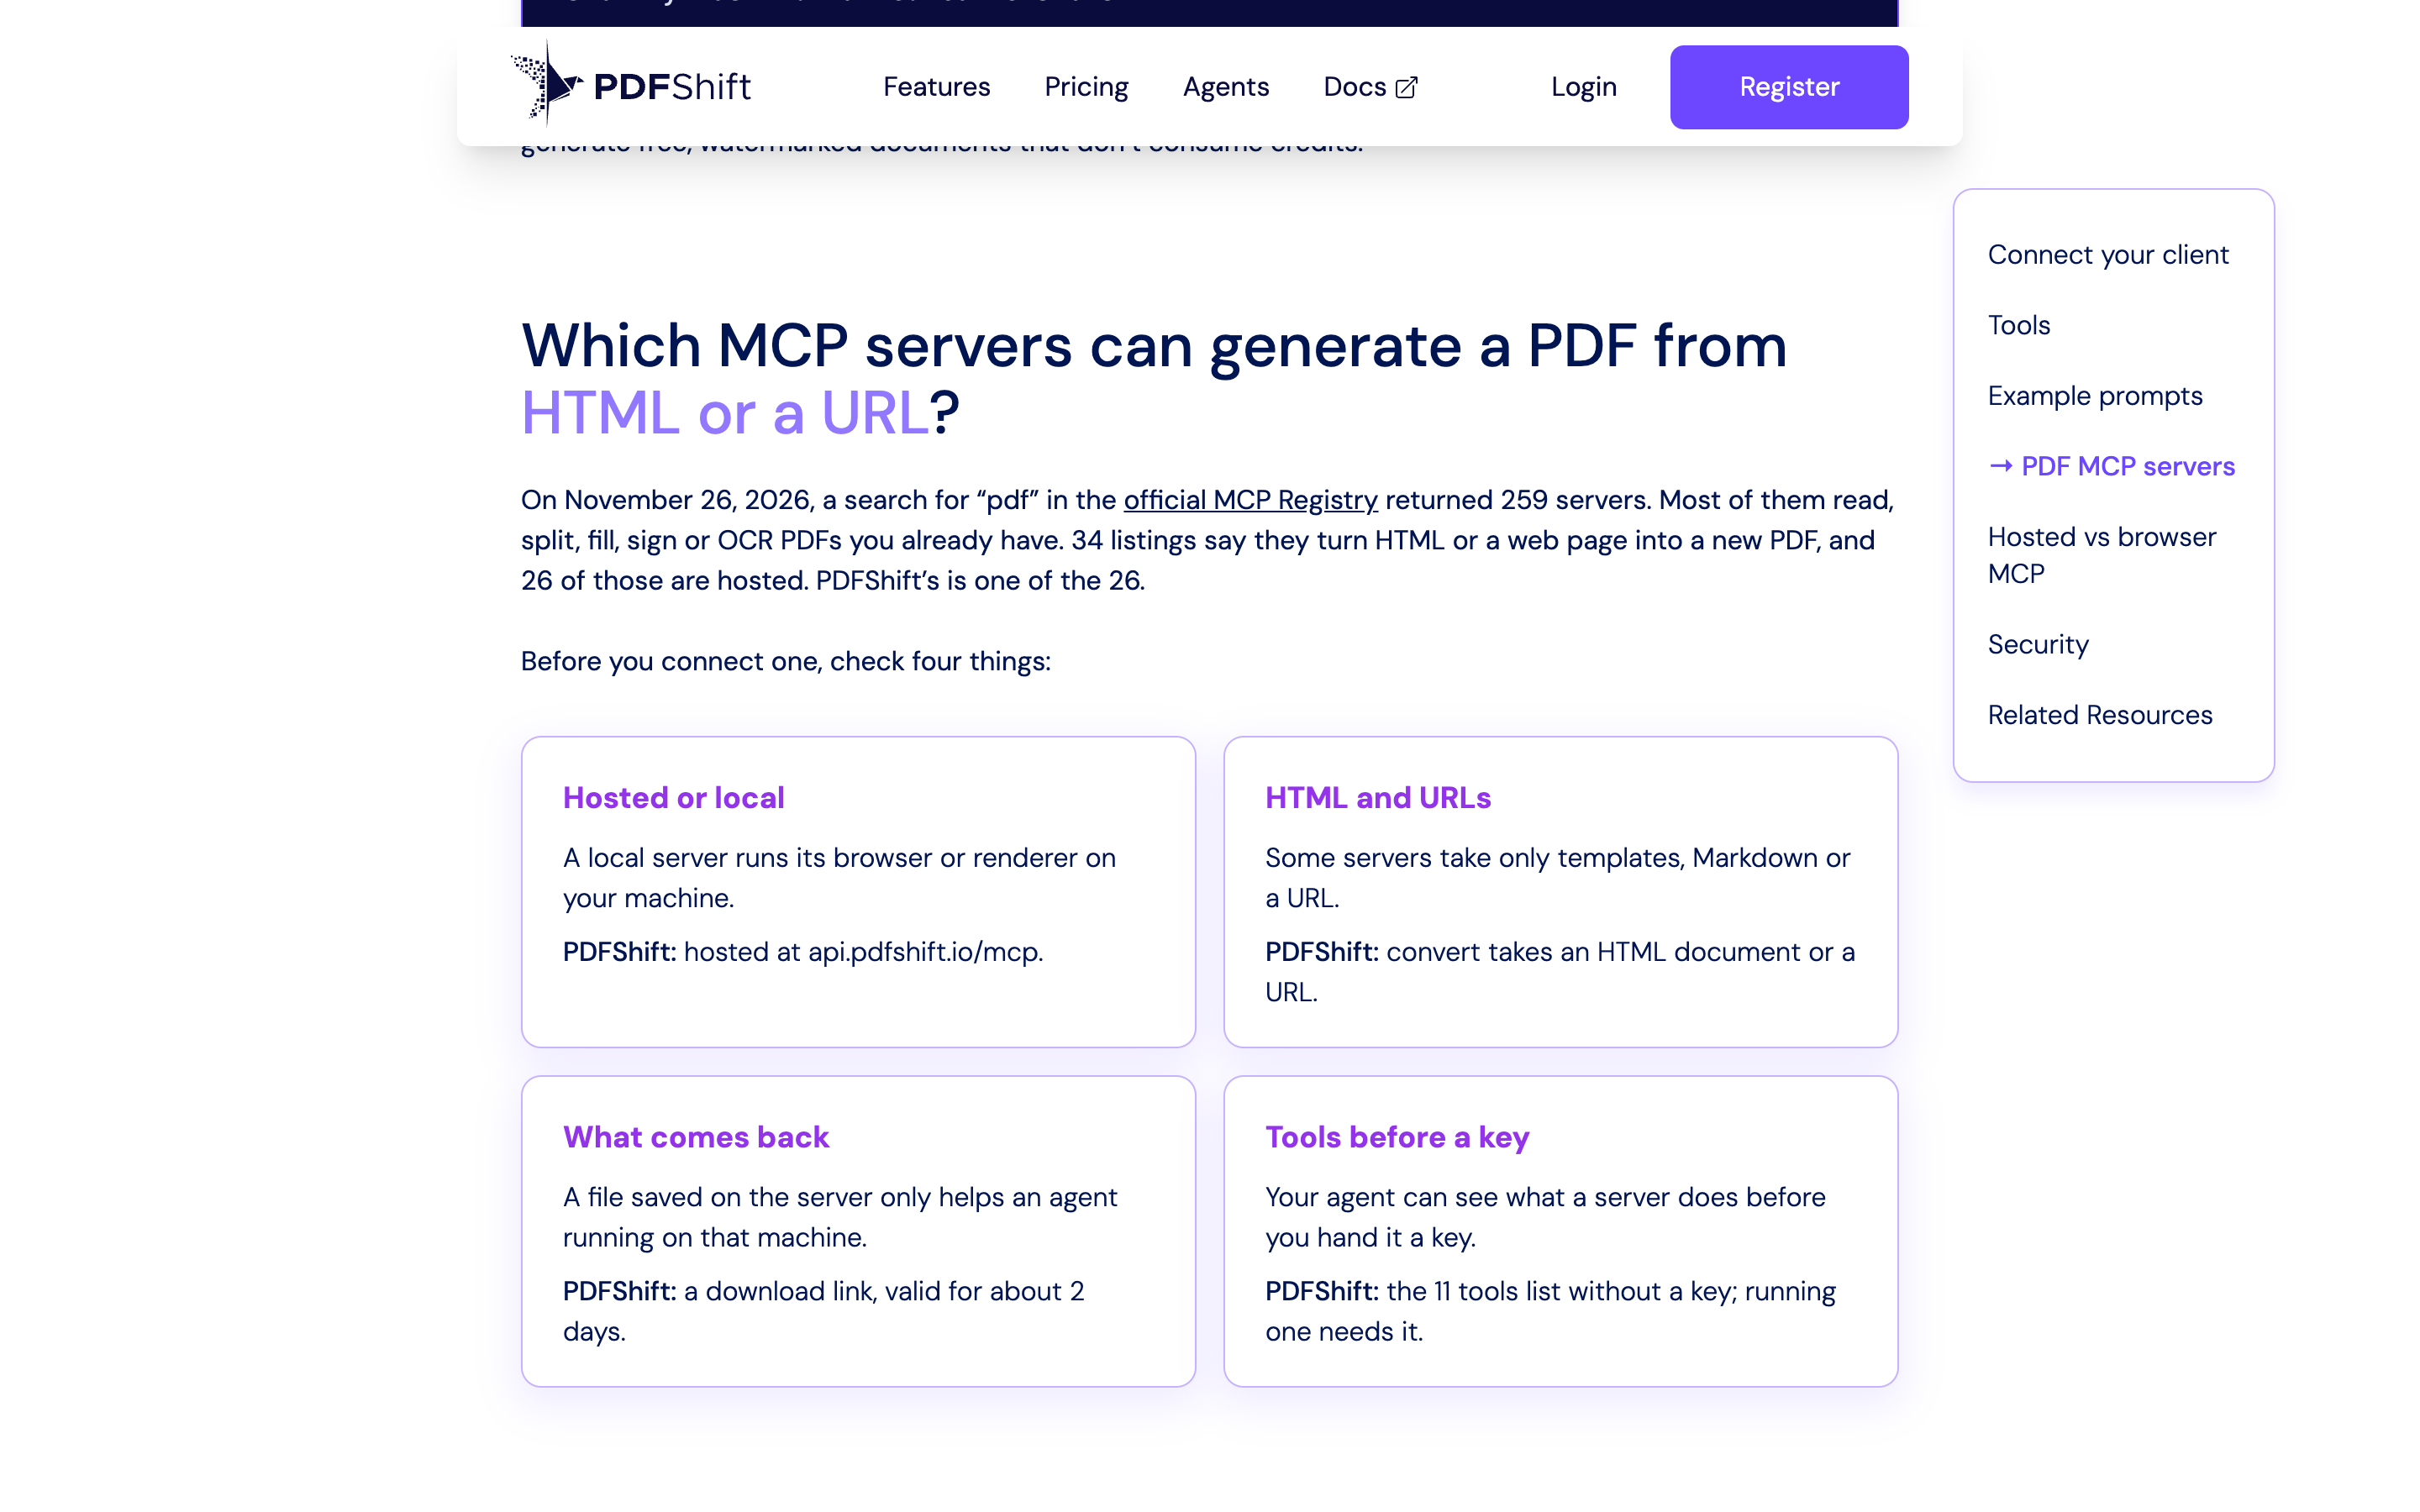 PDFShift
Features
Pricing
Agents
Docs
Login
Register
generate free, watermarked documents that don't consume credits.
Which MCP servers can generate a PDF from
HTML or a URL?
On November 26, 2026, a search for “pdf” in the official MCP Registry returned 259 servers. Most of them read,
split, fill, sign or OCR PDFs you already have. 34 listings say they turn HTML or a web page into a new PDF, and
26 of those are hosted. PDFShift’s is one of the 26.
Before you connect one, check four things:
Hosted or local
A local server runs its browser or renderer on
your machine.
PDFShift: hosted at api.pdfshift.io/mcp.
HTML and URLs
Some servers take only templates, Markdown or
a URL.
PDFShift: convert takes an HTML document or a
URL.
What comes back
A file saved on the server only helps an agent
running on that machine.
PDFShift: a download link, valid for about 2
days.
Tools before a key
Your agent can see what a server does before
you hand it a key.
PDFShift: the 11 tools list without a key; running
one needs it.
Connect your client
Tools
Example prompts
→ PDF MCP servers
Hosted vs browser
MCP
Security
Related Resources